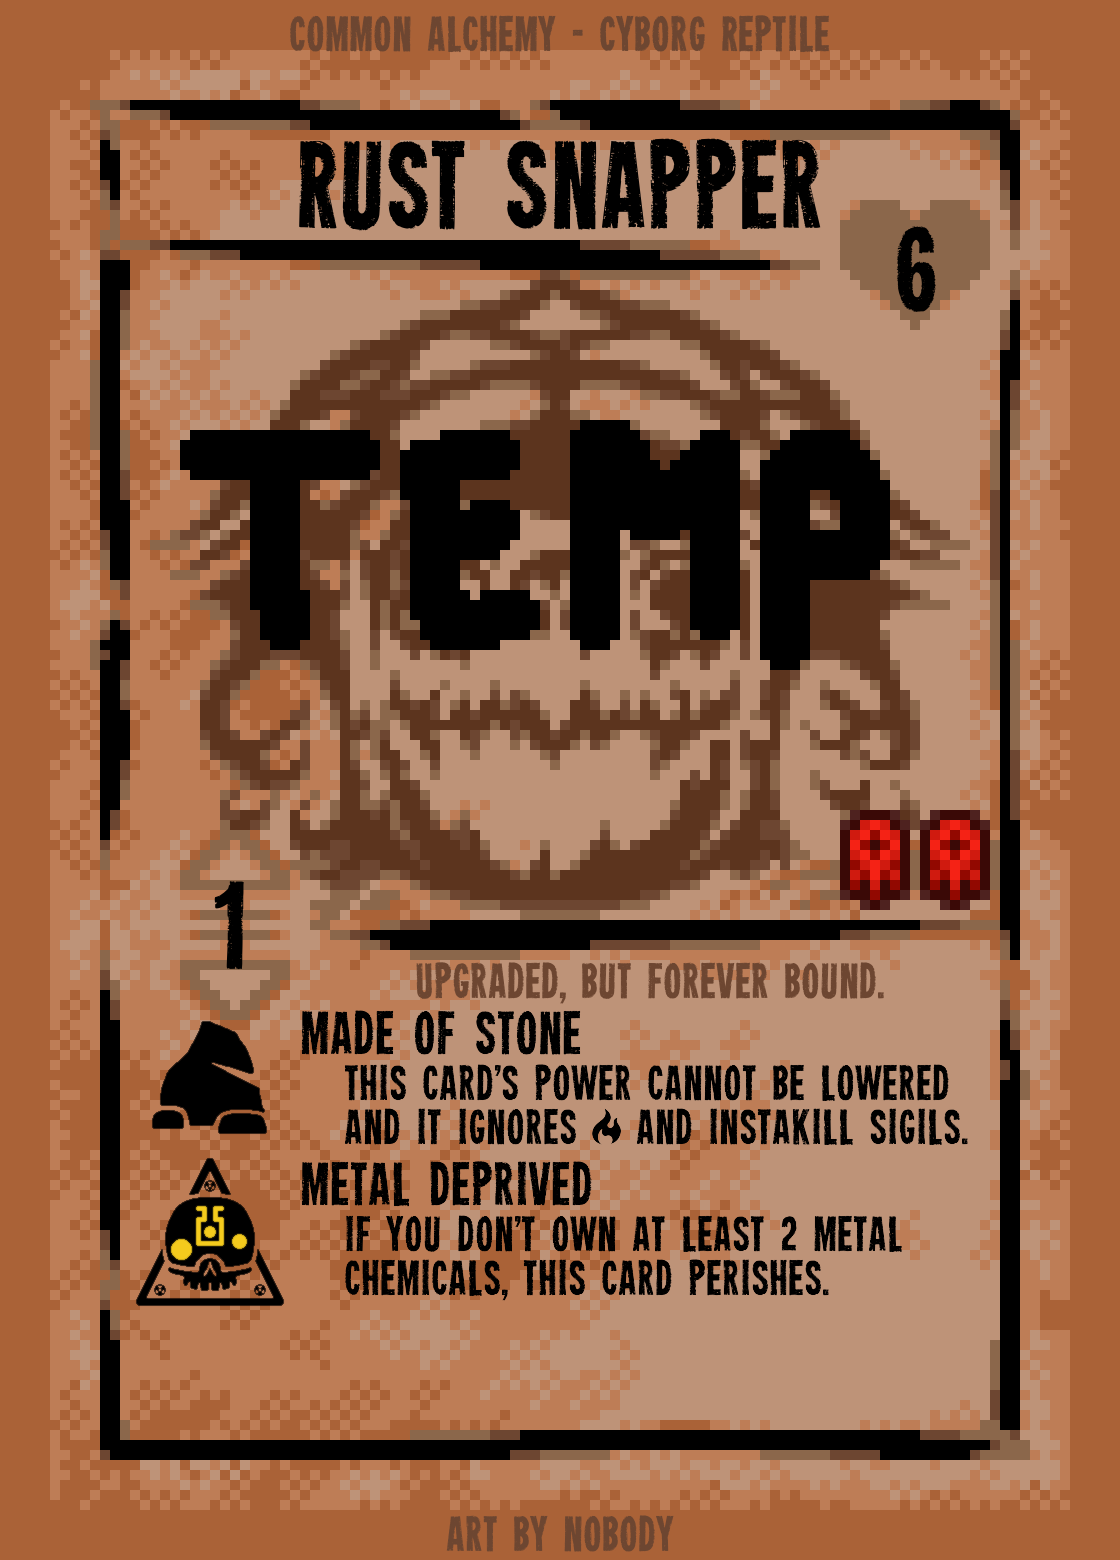 COMMON ALCHEMY - CYBORG REPTILE
RUST SNAPPER
6
TEMP
1
UPGRADED, BUT FOREVER BOUND.
MADE OF STONE
THIS CARD'S POWER CANNOT BE LOWERED
AND IT IGNORES 🔥 AND INSTAKILL SIGILS.
METAL DEPRIVED
IF YOU DON'T OWN AT LEAST 2 METAL
CHEMICALS, THIS CARD PERISHES.
ART BY NOBODY